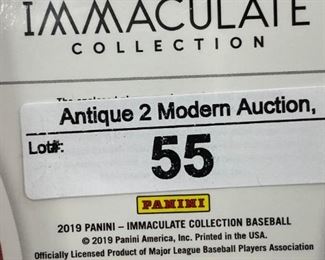 IMMACULATE
COLLECTION
Antique 2 Modern Auction,
Lot#:
55
PANINI
2019 PANINI – IMMACULATE COLLECTION BASEBALL
© 2019 Panini America, Inc. Printed in the USA.
Officially Licensed Product of Major League Baseball Players Association